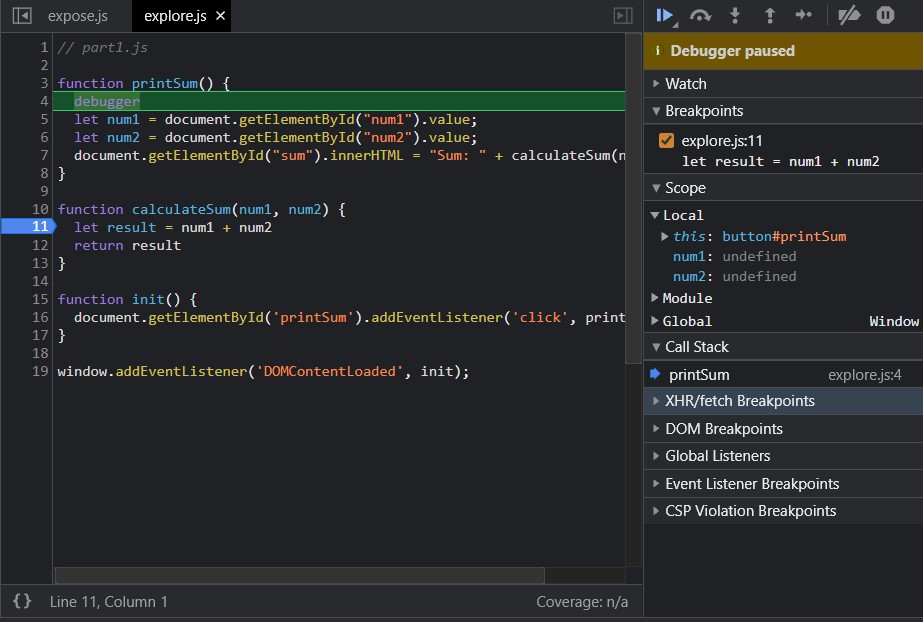 expose.js
explore.js ×
1 // part1.js
2
3 function printSum() {
4 debugger
5 let num1 = document.getElementById("num1").value;
6 let num2 = document.getElementById("num2").value;
7 document.getElementById("sum").innerHTML = "Sum: " + calculateSum(n
8 }
9
10 function calculateSum(num1, num2) {
11 let result = num1 + num2
12 return result
13 }
14
15 function init() {
16 document.getElementById('printSum').addEventListener('click', print
17 }
18
19 window.addEventListener('DOMContentLoaded', init);
{} Line 11, Column 1
Coverage: n/a
i Debugger paused
Watch
Breakpoints
explore.js:11
let result = num1 + num2
Scope
Local
this: button#printSum
num1: undefined
num2: undefined
Module
Global Window
Call Stack
printSum explore.js:4
XHR/fetch Breakpoints
DOM Breakpoints
Global Listeners
Event Listener Breakpoints
CSP Violation Breakpoints